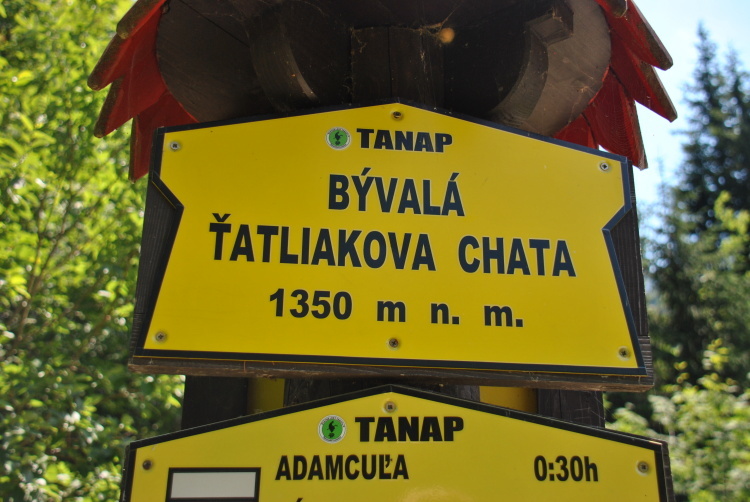 TANAP
BÝVALÁ
ŤATLIAKOVA CHATA
1350 m n. m.
TANAP
ADAMCUĽA 0:30h